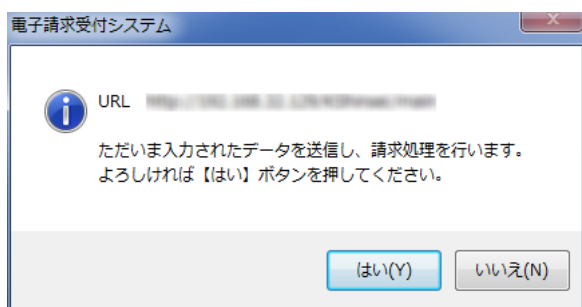 電子請求受付システム
URL
ただいま入力されたデータを送信し、請求処理を行います。
よろしければ【はい】ボタンを押してください。
はい(Y)
いいえ(N)